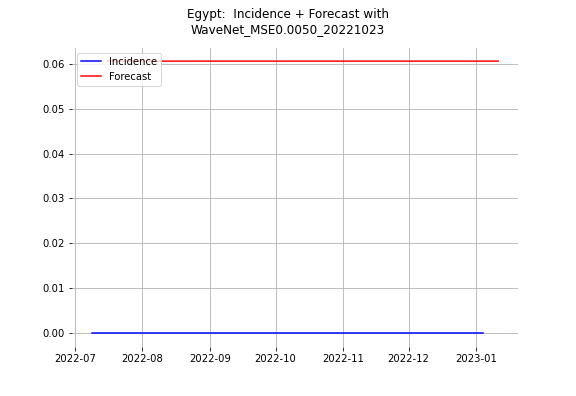 Egypt:  Incidence + Forecast with
WaveNet_MSE0.0050_20221023
Incidence
Forecast
0.06
0.05
0.04
0.03
0.02
0.01
0.00
2022-07 2022-08 2022-09 2022-10 2022-11 2022-12 2023-01